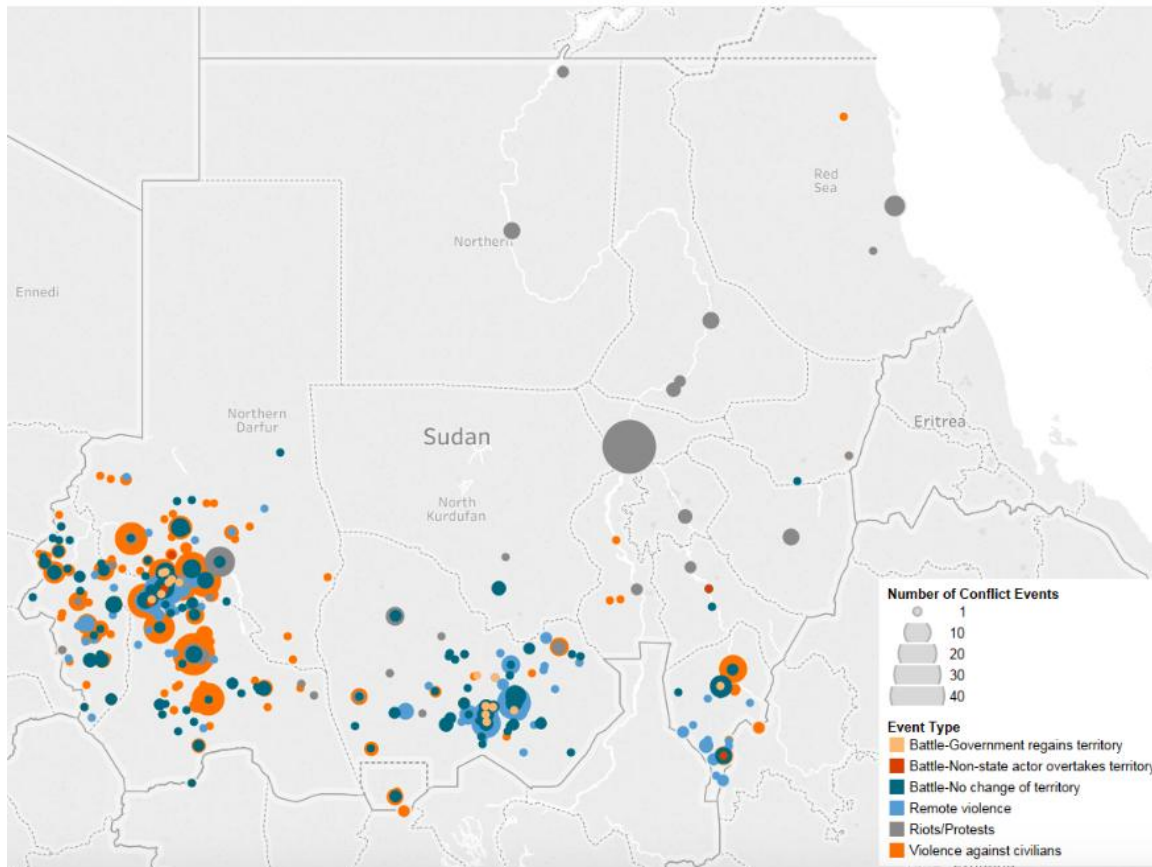 Red
Sea
Northern
Ennedi
Northern
Darfur
Sudan
Eritrea
North
Kurdufan
Number of Conflict Events
1
10
20
30
40
Event Type
Battle-Government regains territory
Battle-Non-state actor overtakes territory
Battle-No change of territory
Remote violence
Riots/Protests
Violence against civilians